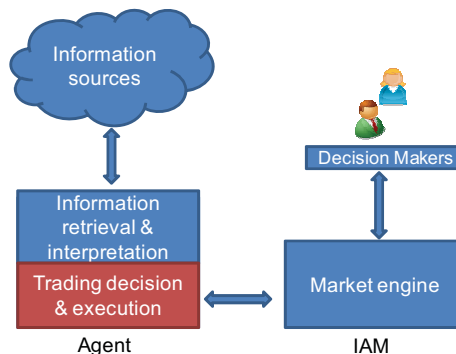 Information
sources
Decision Makers
Information
retrieval &
interpretation
Trading decision
& execution
Market engine
Agent
IAM